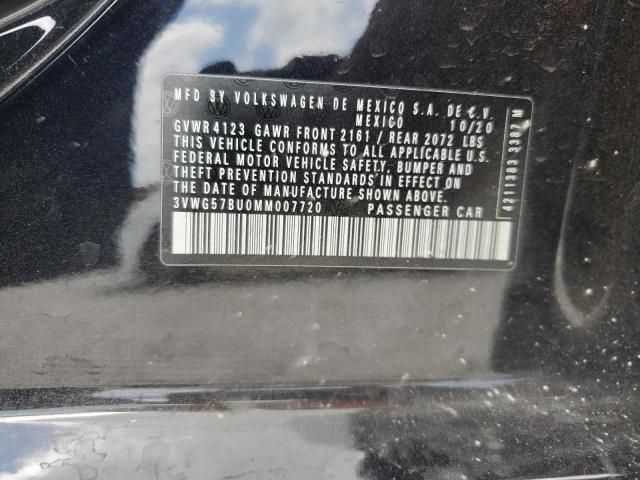 MFD BY VOLKSWAGEN DE MEXICO S.A. DE C.V.
MEXICO 10/20
GVWR 4123 GAWR FRONT 2161 / REAR 2072 LBS
THIS VEHICLE CONFORMS TO ALL APPLICABLE U.S.
FEDERAL MOTOR VEHICLE SAFETY, BUMPER AND
THEFT PREVENTION STANDARDS IN EFFECT ON
THE DATE OF MANUFACTURE SHOWN ABOVE.
3VWG57BU0MM007720 PASSENGER CAR
4211383 3387 M